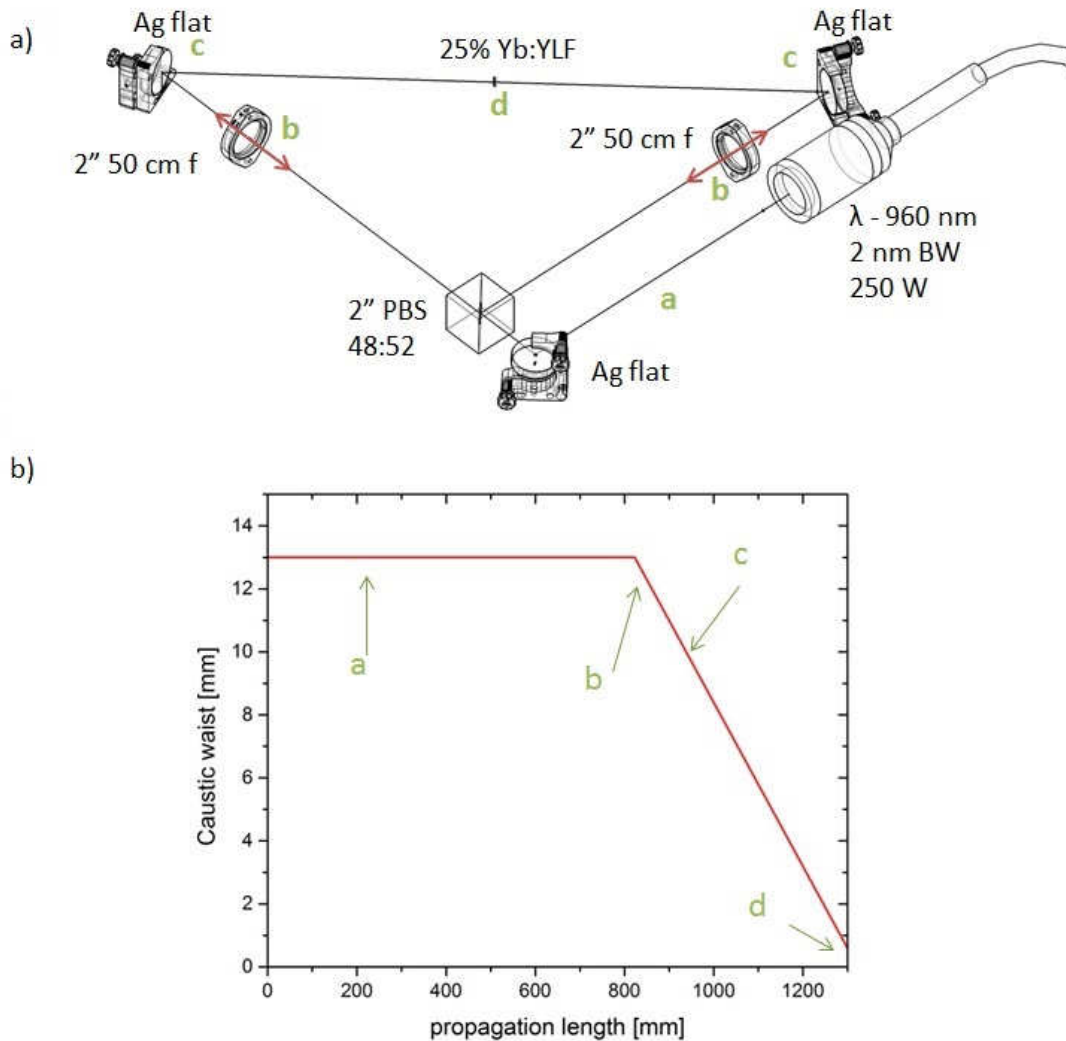 a)
Ag flat
c
25% Yb:YLF
Ag flat
c
d
b
2” 50 cm f
2” 50 cm f
b
λ - 960 nm
2 nm BW
250 W
a
2” PBS
48:52
Ag flat
b)
14
12
10
8
6
4
2
0
Caustic waist [mm]
a
b
c
d
0 200 400 600 800 1000 1200
propagation length [mm]